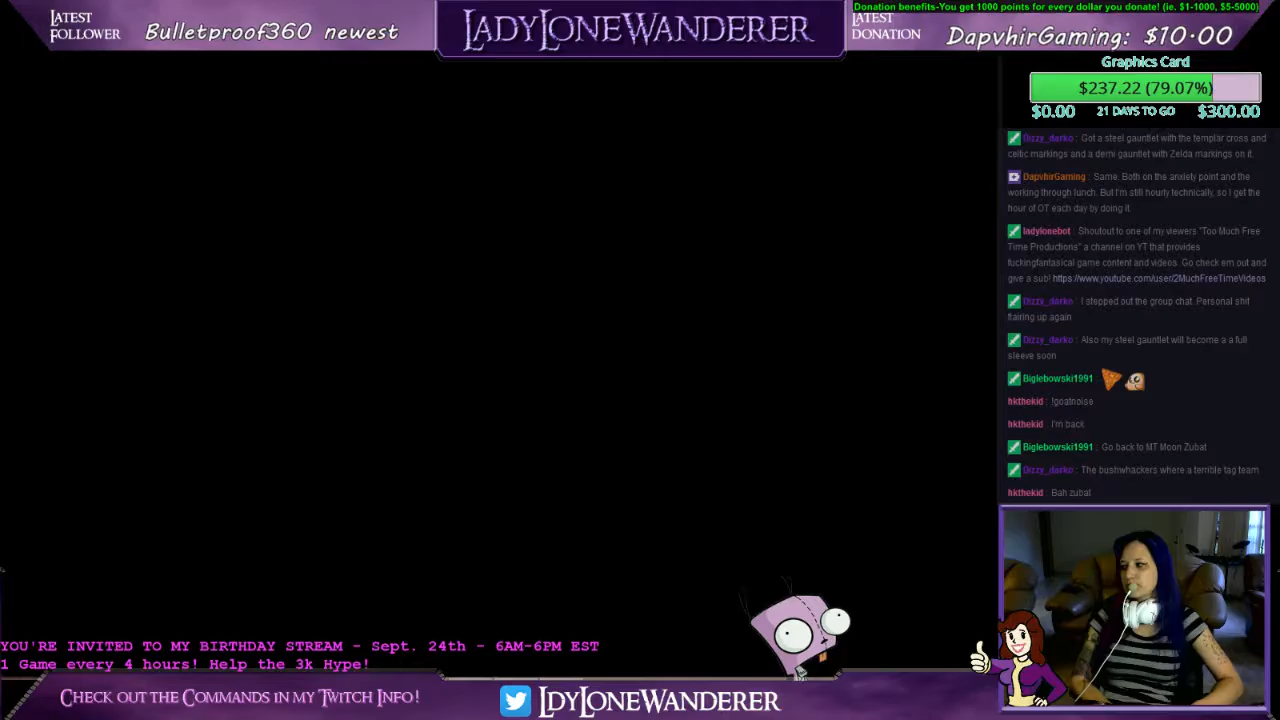 LATEST
FOLLOWER
Bulletproof360 newest
LADYLONEWANDERER
Donation benefits-You get 1000 points for every dollar you donate! (ie. $1-1000, $5-5000)
LATEST
DONATION
DapvhirGaming: $10.00
Graphics Card
$237.22 (79.07%)
$0.00 21 DAYS TO GO $300.00
Dizzy_darko : Got a steel gauntlet with the templar cross and
celtic markings and a demi gauntlet with Zelda markings on it.
DapvhirGaming : Same. Both on the anxiety point and the
working through lunch. But I'm still hourly technically, so I get the
hour of OT each day by doing it.
ladylonebot : Shoutout to one of my viewers "Too Much Free
Time Productions" a channel on YT that provides
fuckingfantasical game content and videos. Go check em out and
give a sub! https://www.youtube.com/user/2MuchFreeTimeVideos
Dizzy_darko : I stepped out the group chat. Personal shit
flairing up again
Dizzy_darko : Also my steel gauntlet will become a a full
sleeve soon
Biglebowski1991 :
hkthekid : !goatnoise
hkthekid : I'm back
Biglebowski1991 : Go back to MT Moon Zubat
Dizzy_darko : The bushwhackers where a terrible tag team
hkthekid : Bah zubat
YOU'RE INVITED TO MY BIRTHDAY STREAM - Sept. 24th - 6AM-6PM EST
1 Game every 4 hours! Help the 3k Hype!
CHECK OUT THE COMMANDS IN MY TWITCH INFO!
LDYLONEWANDERER